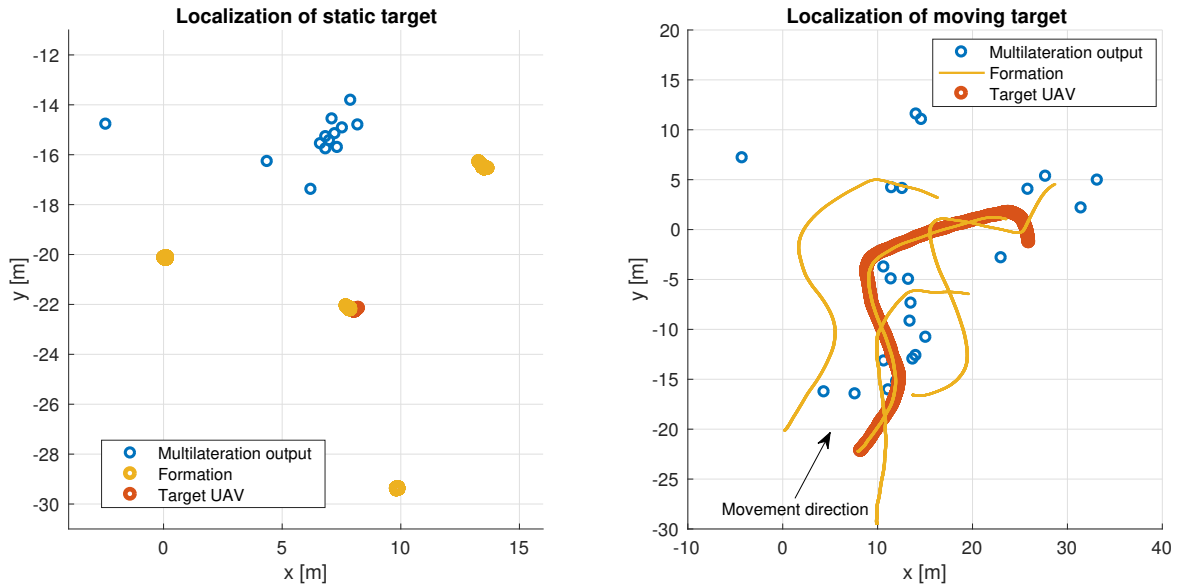 Localization of static target
-12
-14
-16
-18
-20
-22
-24
-26
-28
-30
y [m]
0
5
10
15
x [m]
Multilateration output
Formation
Target UAV
Localization of moving target
20
15
10
5
0
-5
-10
-15
-20
-25
-30
y [m]
-10
0
10
20
30
40
x [m]
Multilateration output
Formation
Target UAV
Movement direction